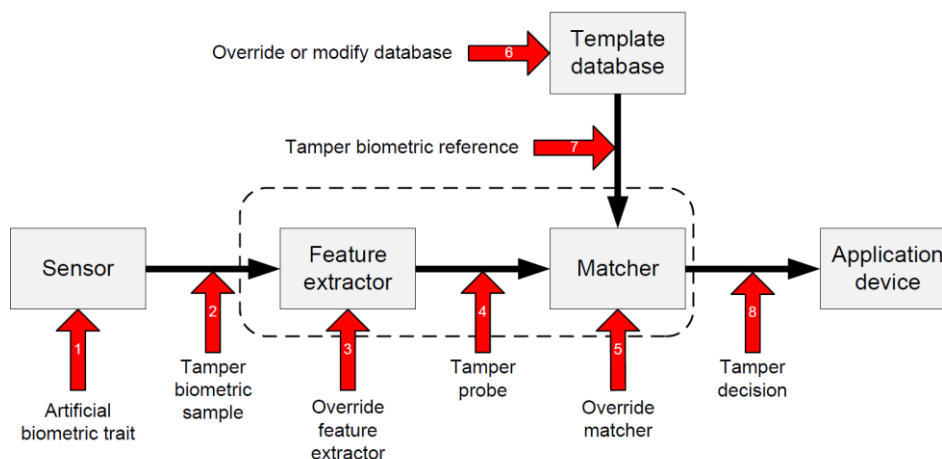 Override or modify database
6
Template
database
Tamper biometric reference
7
Sensor
Feature
extractor
Matcher
Application
device
1
2
3
4
5
8
Artificial
biometric trait
Tamper
biometric
sample
Override
feature
extractor
Tamper
probe
Override
matcher
Tamper
decision